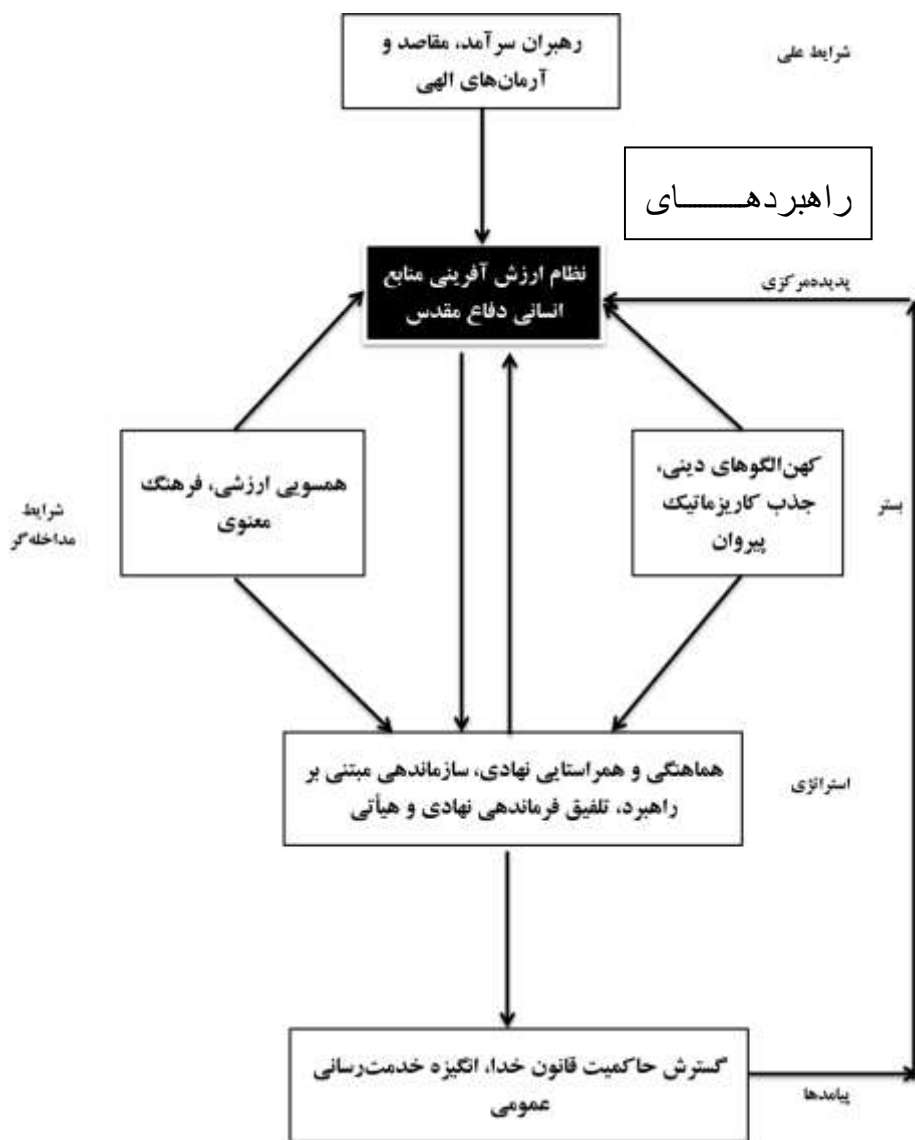 رهبران سرآمد، مقاصد و
آرمان‌های الهی
شرایط علی
راهبردهـــــــای
نظام ارزش آفرینی منابع
انسانی دفاع مقدس
پدیده‌مرکزی
کهن‌الگوهای دینی،
جذب کاریزماتیک
پیروان
بستر
همسویی ارزشی، فرهنگ
معنوی
شرایط
مداخله‌گر
هماهنگی و همراستایی نهادی، سازماندهی مبتنی بر
راهبرد، تلفیق فرماندهی نهادی و هیأتی
استراتژی
گسترش حاکمیت قانون خدا، انگیزه خدمت‌رسانی
عمومی
پیامدها